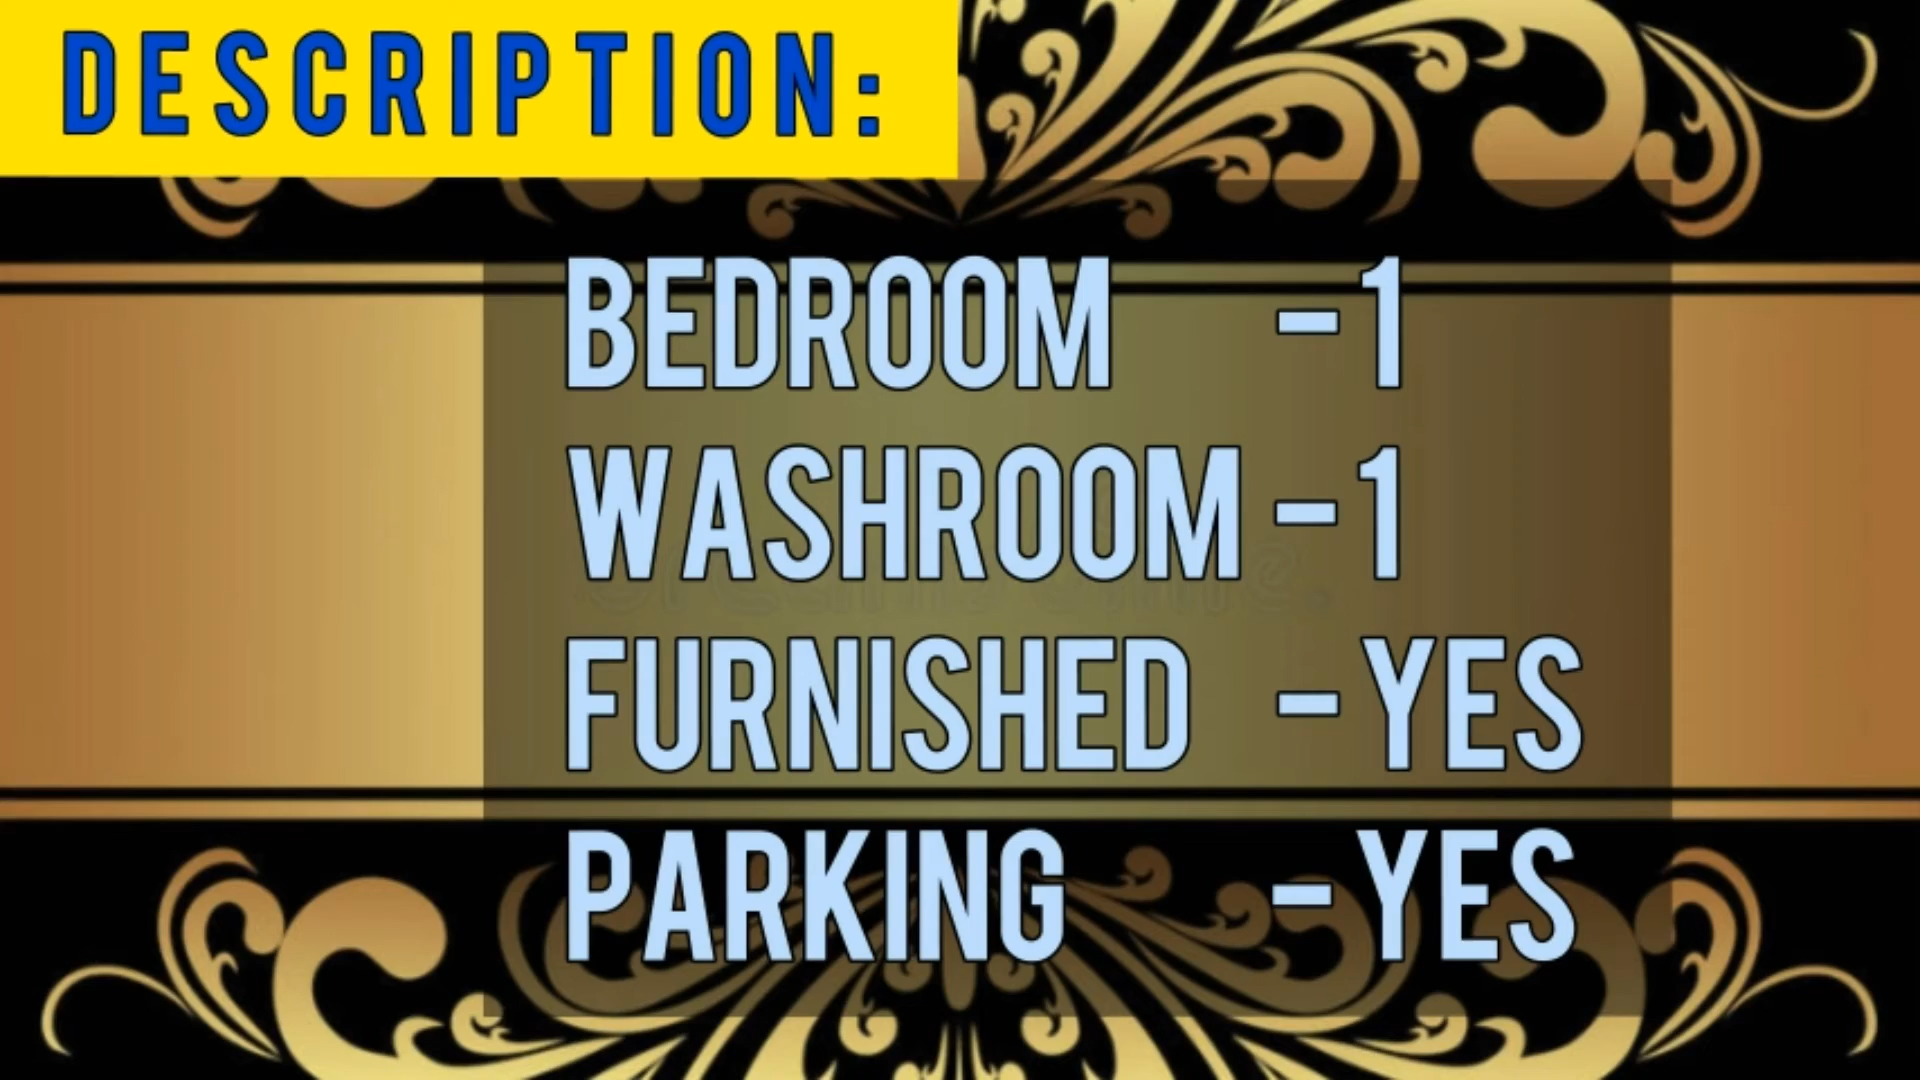 DESCRIPTION:
BEDROOM - 1
WASHROOM - 1
FURNISHED - YES
PARKING - YES